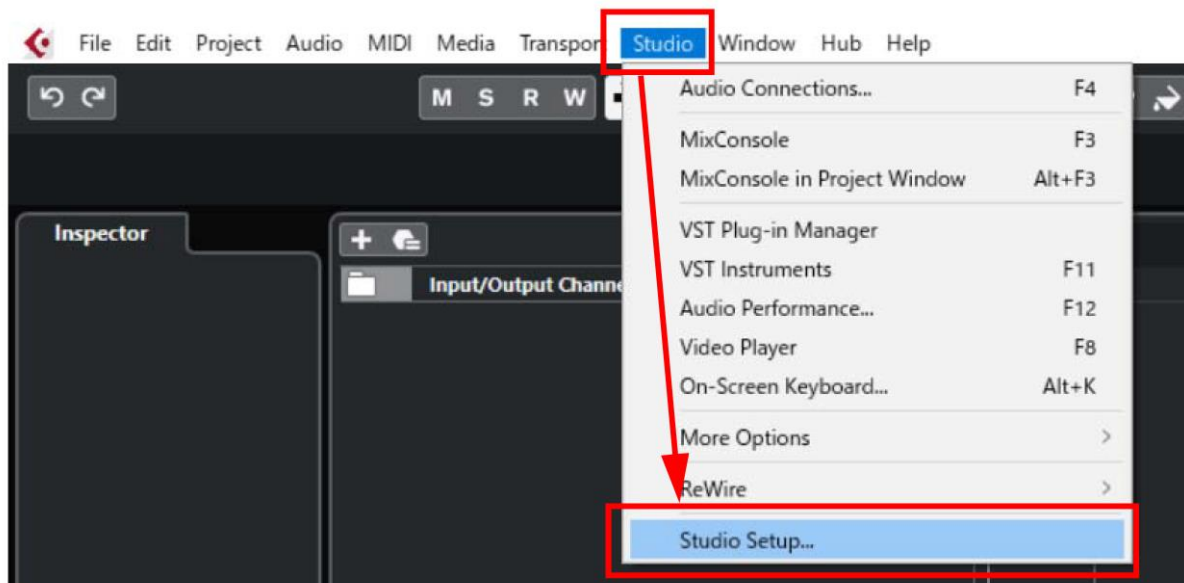 File Edit Project Audio MIDI Media Transpor Studio Window Hub Help
M S R W
Audio Connections... F4
MixConsole F3
MixConsole in Project Window Alt+F3
Inspector
VST Plug-in Manager
VST Instruments F11
Input/Output Channe
Audio Performance... F12
Video Player F8
On-Screen Keyboard... Alt+K
More Options
ReWire
Studio Setup...